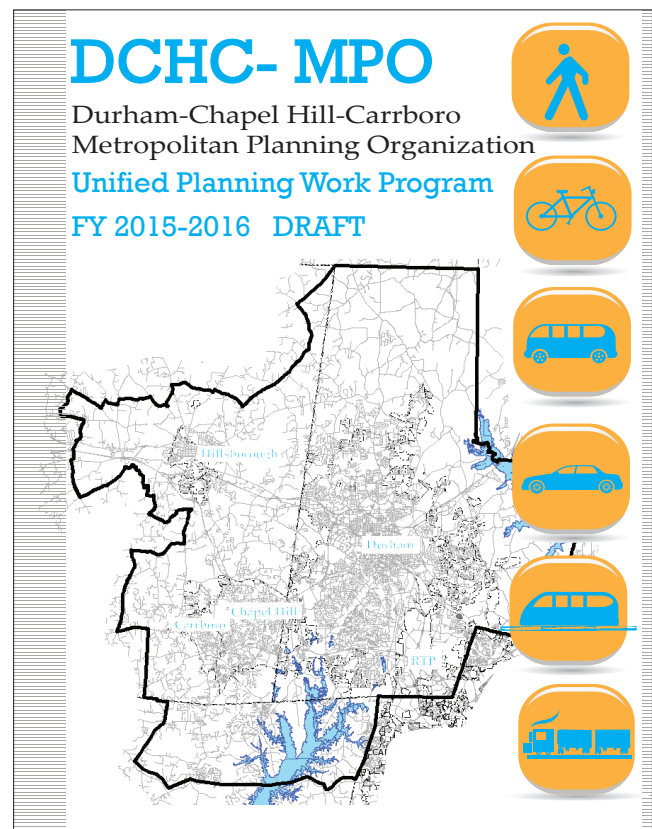 DCHC- MPO
Durham-Chapel Hill-Carrboro
Metropolitan Planning Organization
Unified Planning Work Program
FY 2015-2016 DRAFT
Hillsborough
Durham
Chapel Hill
Carrboro
RTP